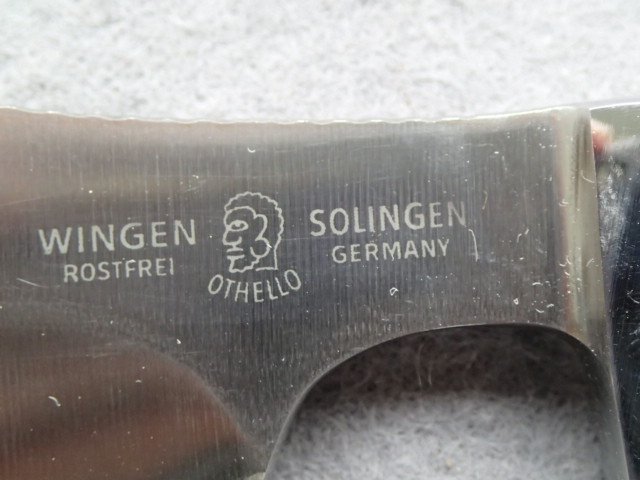 WINGEN
ROSTFREI
OTHELLO
SOLINGEN
GERMANY